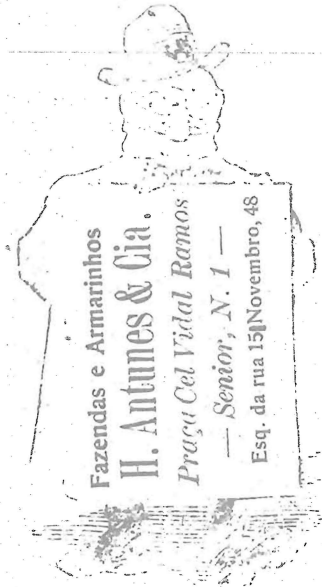 Fazendas e Armarinhos
H. Antunes & Cia.
Praça Cel Vidal Ramos
— Senior, N. 1 —
Esq. da rua 15 Novembro, 48